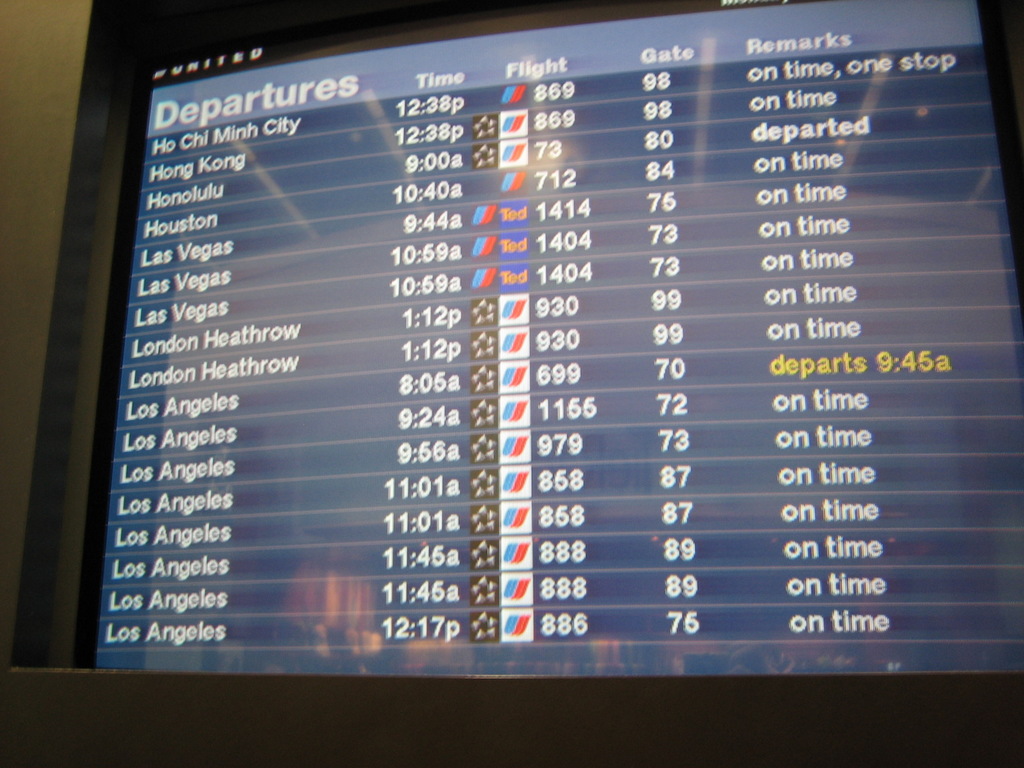 UNITED
Departures Time Flight Gate Remarks
Ho Chi Minh City 12:38p 869 98 on time, one stop
Hong Kong 12:38p 869 98 on time
Honolulu 9:00a 73 80 departed
Houston 10:40a 712 84 on time
Las Vegas 9:44a Ted 1414 75 on time
Las Vegas 10:59a Ted 1404 73 on time
Las Vegas 10:59a Ted 1404 73 on time
London Heathrow 1:12p 930 99 on time
London Heathrow 1:12p 930 99 on time
Los Angeles 8:05a 699 70 departs 9:45a
Los Angeles 9:24a 1155 72 on time
Los Angeles 9:56a 979 73 on time
Los Angeles 11:01a 858 87 on time
Los Angeles 11:01a 858 87 on time
Los Angeles 11:45a 888 89 on time
Los Angeles 11:45a 888 89 on time
Los Angeles 12:17p 886 75 on time